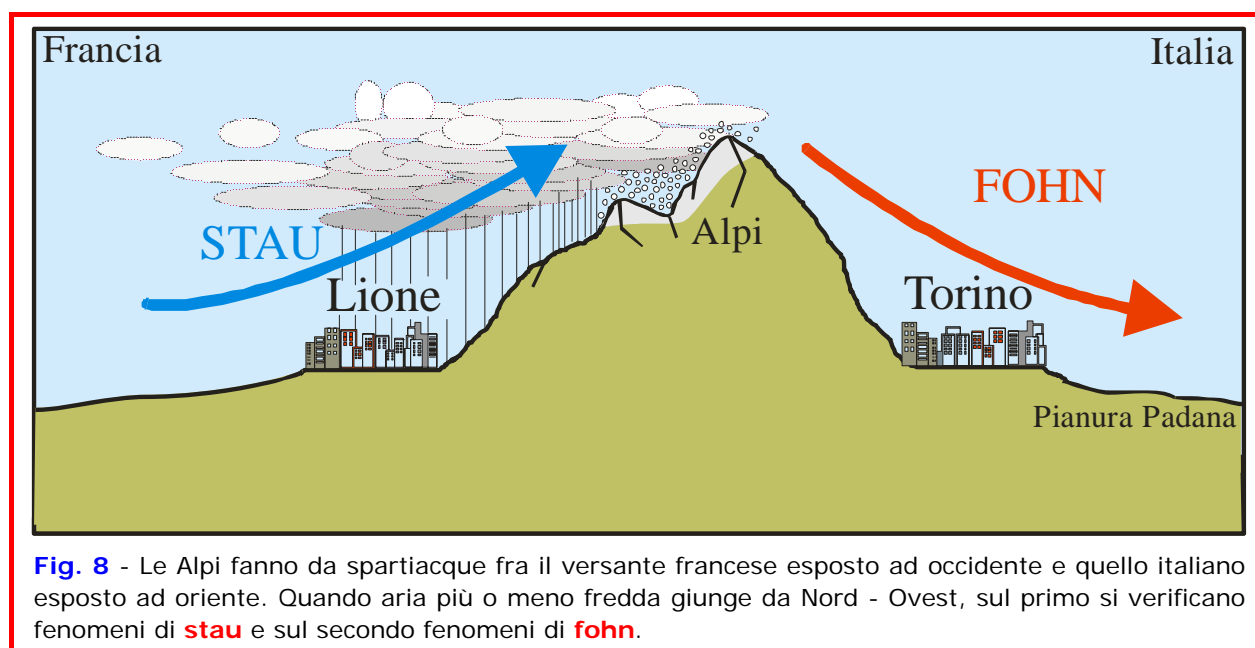 Francia
Italia
FOHN
STAU
Alpi
Lione
Torino
Pianura Padana
Fig. 8 - Le Alpi fanno da spartiacque fra il versante francese esposto ad occidente e quello italiano
esposto ad oriente. Quando aria più o meno fredda giunge da Nord - Ovest, sul primo si verificano
fenomeni di stau e sul secondo fenomeni di fohn.